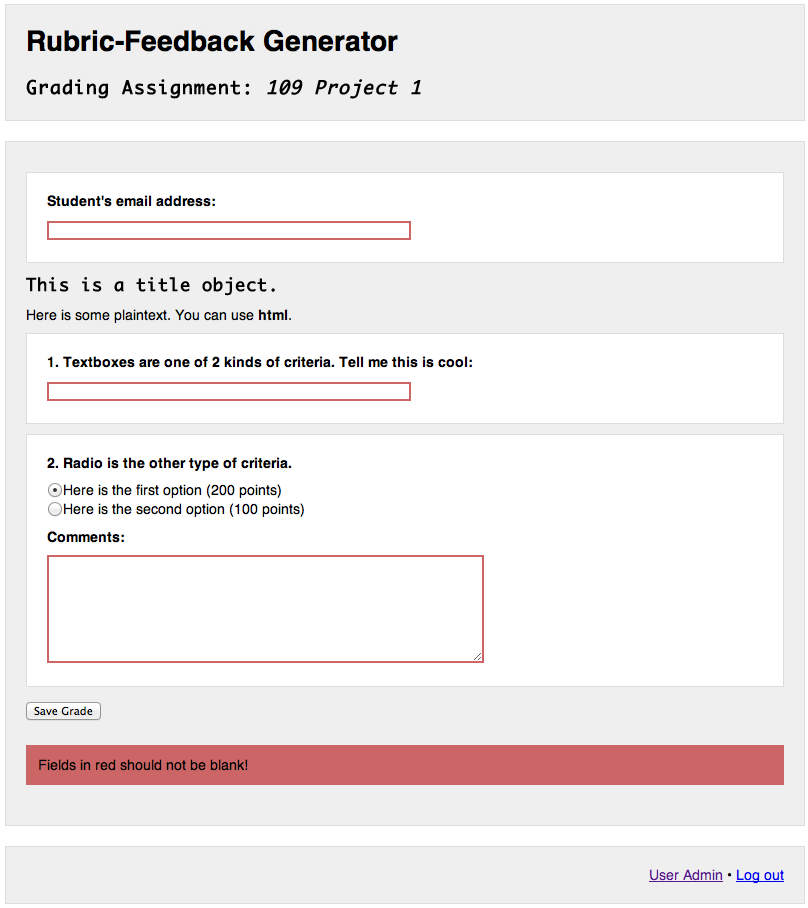 Rubric-Feedback Generator
Grading Assignment: 109 Project 1
Student's email address:
This is a title object.
Here is some plaintext. You can use html.
1. Textboxes are one of 2 kinds of criteria. Tell me this is cool:
2. Radio is the other type of criteria.
Here is the first option (200 points)
Here is the second option (100 points)
Comments:
Save Grade
Fields in red should not be blank!
User Admin • Log out